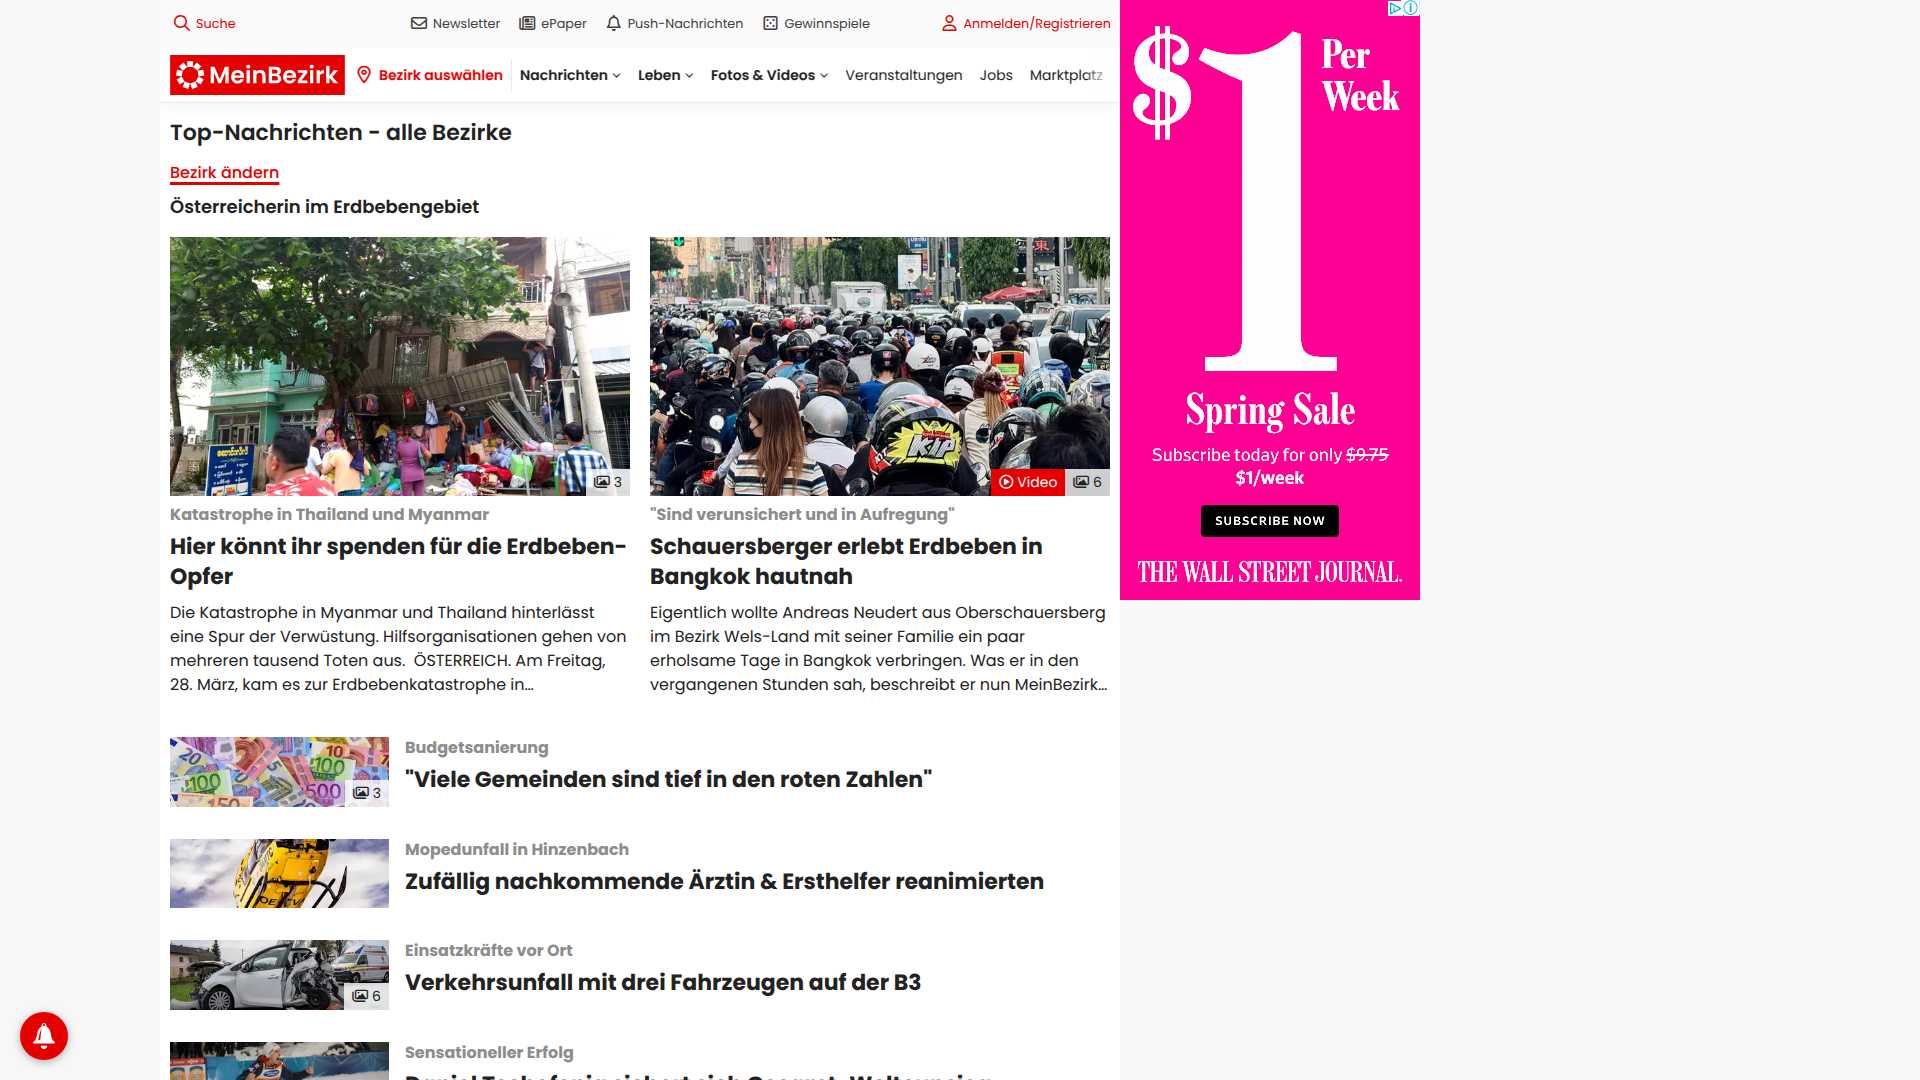 Suche
Newsletter
ePaper
Push-Nachrichten
Gewinnspiele
Anmelden/Registrieren
MeinBezirk
Bezirk auswählen
Nachrichten
Leben
Fotos & Videos
Veranstaltungen
Jobs
Marktplatz
Top-Nachrichten - alle Bezirke
Bezirk ändern
Österreicherin im Erdbebengebiet
3
Katastrophe in Thailand und Myanmar
Hier könnt ihr spenden für die Erdbeben-
Opfer
Die Katastrophe in Myanmar und Thailand hinterlässt
eine Spur der Verwüstung. Hilfsorganisationen gehen von
mehreren tausend Toten aus. ÖSTERREICH. Am Freitag,
28. März, kam es zur Erdbebenkatastrophe in...
KiP
Video
6
"Sind verunsichert und in Aufregung"
Schauersberger erlebt Erdbeben in
Bangkok hautnah
Eigentlich wollte Andreas Neudert aus Oberschauersberg
im Bezirk Wels-Land mit seiner Familie ein paar
erholsame Tage in Bangkok verbringen. Was er in den
vergangenen Stunden sah, beschreibt er nun MeinBezirk...
3
Budgetsanierung
"Viele Gemeinden sind tief in den roten Zahlen"
Mopedunfall in Hinzenbach
Zufällig nachkommende Ärztin & Ersthelfer reanimierten
6
Einsatzkräfte vor Ort
Verkehrsunfall mit drei Fahrzeugen auf der B3
Sensationeller Erfolg
$1
Per
Week
Spring Sale
Subscribe today for only $9.75
$1/week
SUBSCRIBE NOW
THE WALL STREET JOURNAL.